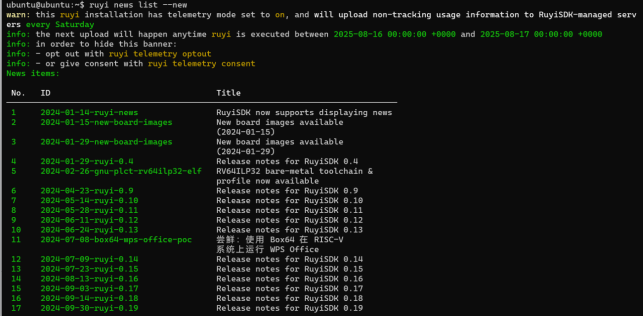 ubuntu@ubuntu:~$ ruyi news list --new
warn: this ruyi installation has telemetry mode set to on, and will upload non-tracking usage information to RuyiSDK-managed serv
ers every Saturday
info: the next upload will happen anytime ruyi is executed between 2025-08-16 00:00:00 +0000 and 2025-08-17 00:00:00 +0000
info: in order to hide this banner:
info: - opt out with ruyi telemetry optout
info: - or give consent with ruyi telemetry consent
News items:
No. ID Title
1 2024-01-14-ruyi-news RuyiSDK now supports displaying news
2 2024-01-15-new-board-images New board images available
(2024-01-15)
3 2024-01-29-new-board-images New board images available
(2024-01-29)
4 2024-01-29-ruyi-0.4 Release notes for RuyiSDK 0.4
5 2024-02-26-gnu-plct-rv64ilp32-elf RV64ILP32 bare-metal toolchain &
profile now available
6 2024-04-23-ruyi-0.9 Release notes for RuyiSDK 0.9
7 2024-05-14-ruyi-0.10 Release notes for RuyiSDK 0.10
8 2024-05-28-ruyi-0.11 Release notes for RuyiSDK 0.11
9 2024-06-11-ruyi-0.12 Release notes for RuyiSDK 0.12
10 2024-06-24-ruyi-0.13 Release notes for RuyiSDK 0.13
11 2024-07-08-box64-wps-office-poc 尝鲜：使用 Box64 在 RISC-V
系统上运行 WPS Office
12 2024-07-09-ruyi-0.14 Release notes for RuyiSDK 0.14
13 2024-07-23-ruyi-0.15 Release notes for RuyiSDK 0.15
14 2024-08-13-ruyi-0.16 Release notes for RuyiSDK 0.16
15 2024-09-03-ruyi-0.17 Release notes for RuyiSDK 0.17
16 2024-09-14-ruyi-0.18 Release notes for RuyiSDK 0.18
17 2024-09-30-ruyi-0.19 Release notes for RuyiSDK 0.19